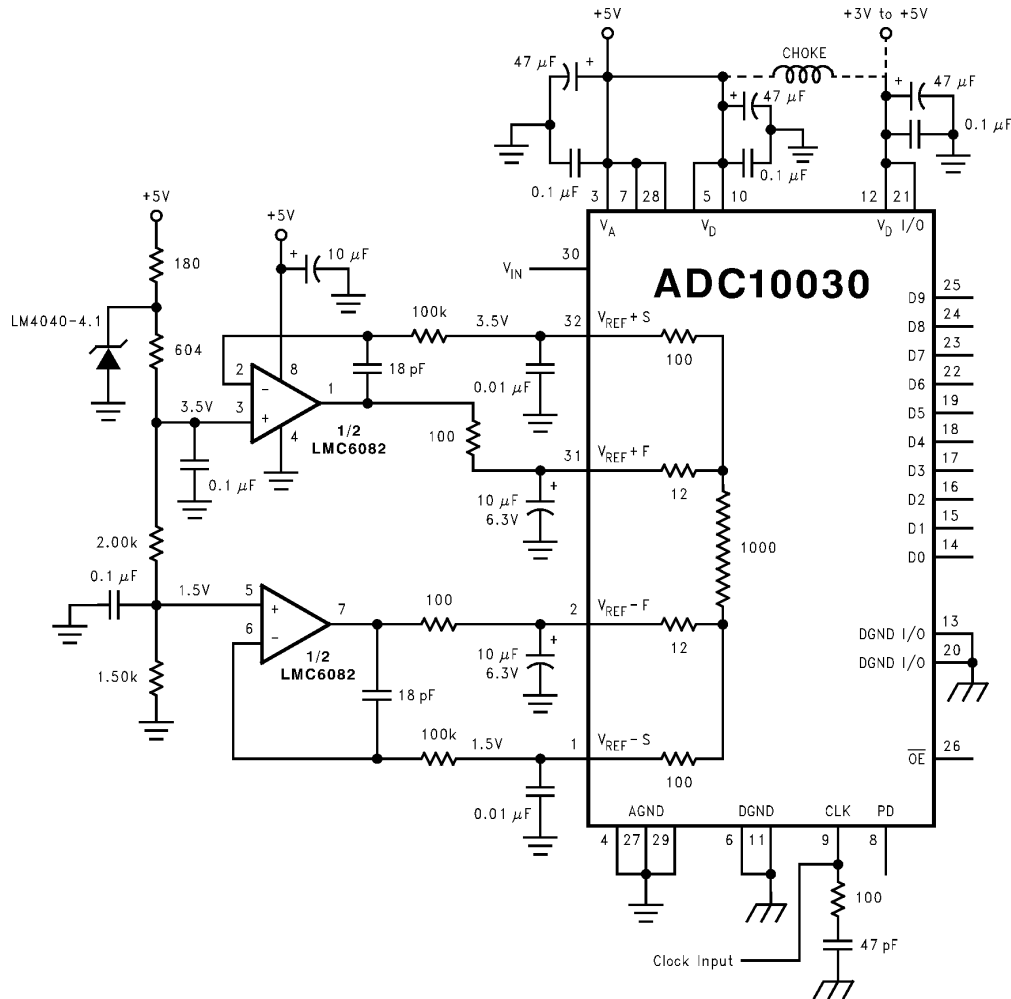 +5V
+3V to +5V
47 µF +
CHOKE
+ 47 µF
+ 47 µF
0.1 µF
0.1 µF
0.1 µF
3 7 28 5 10 12 21
V_A V_D V_D I/O
+5V
+5V
180
+ 10 µF
V_IN 30
ADC10030
D9 25
D8 24
D7 23
D6 22
D5 19
D4 18
D3 17
D2 16
D1 15
D0 14
LM4040-4.1
604
100k 3.5V 32 V_REF+S
100
18 pF
0.01 µF
2 − 8
3.5V 3 + 1
4
1/2
LMC6082
0.1 µF
100
31 V_REF+F
12
10 µF +
6.3V
1000
2.00k
0.1 µF
1.5V 5 + 7
6 −
1/2
LMC6082
100 2 V_REF−F
12
10 µF +
6.3V
1.50k
18 pF
100k 1.5V 1 V_REF−S
100
0.01 µF
DGND I/O 13
DGND I/O 20
OE 26
AGND DGND CLK PD
4 27 29 6 11 9 8
100
47 pF
Clock Input